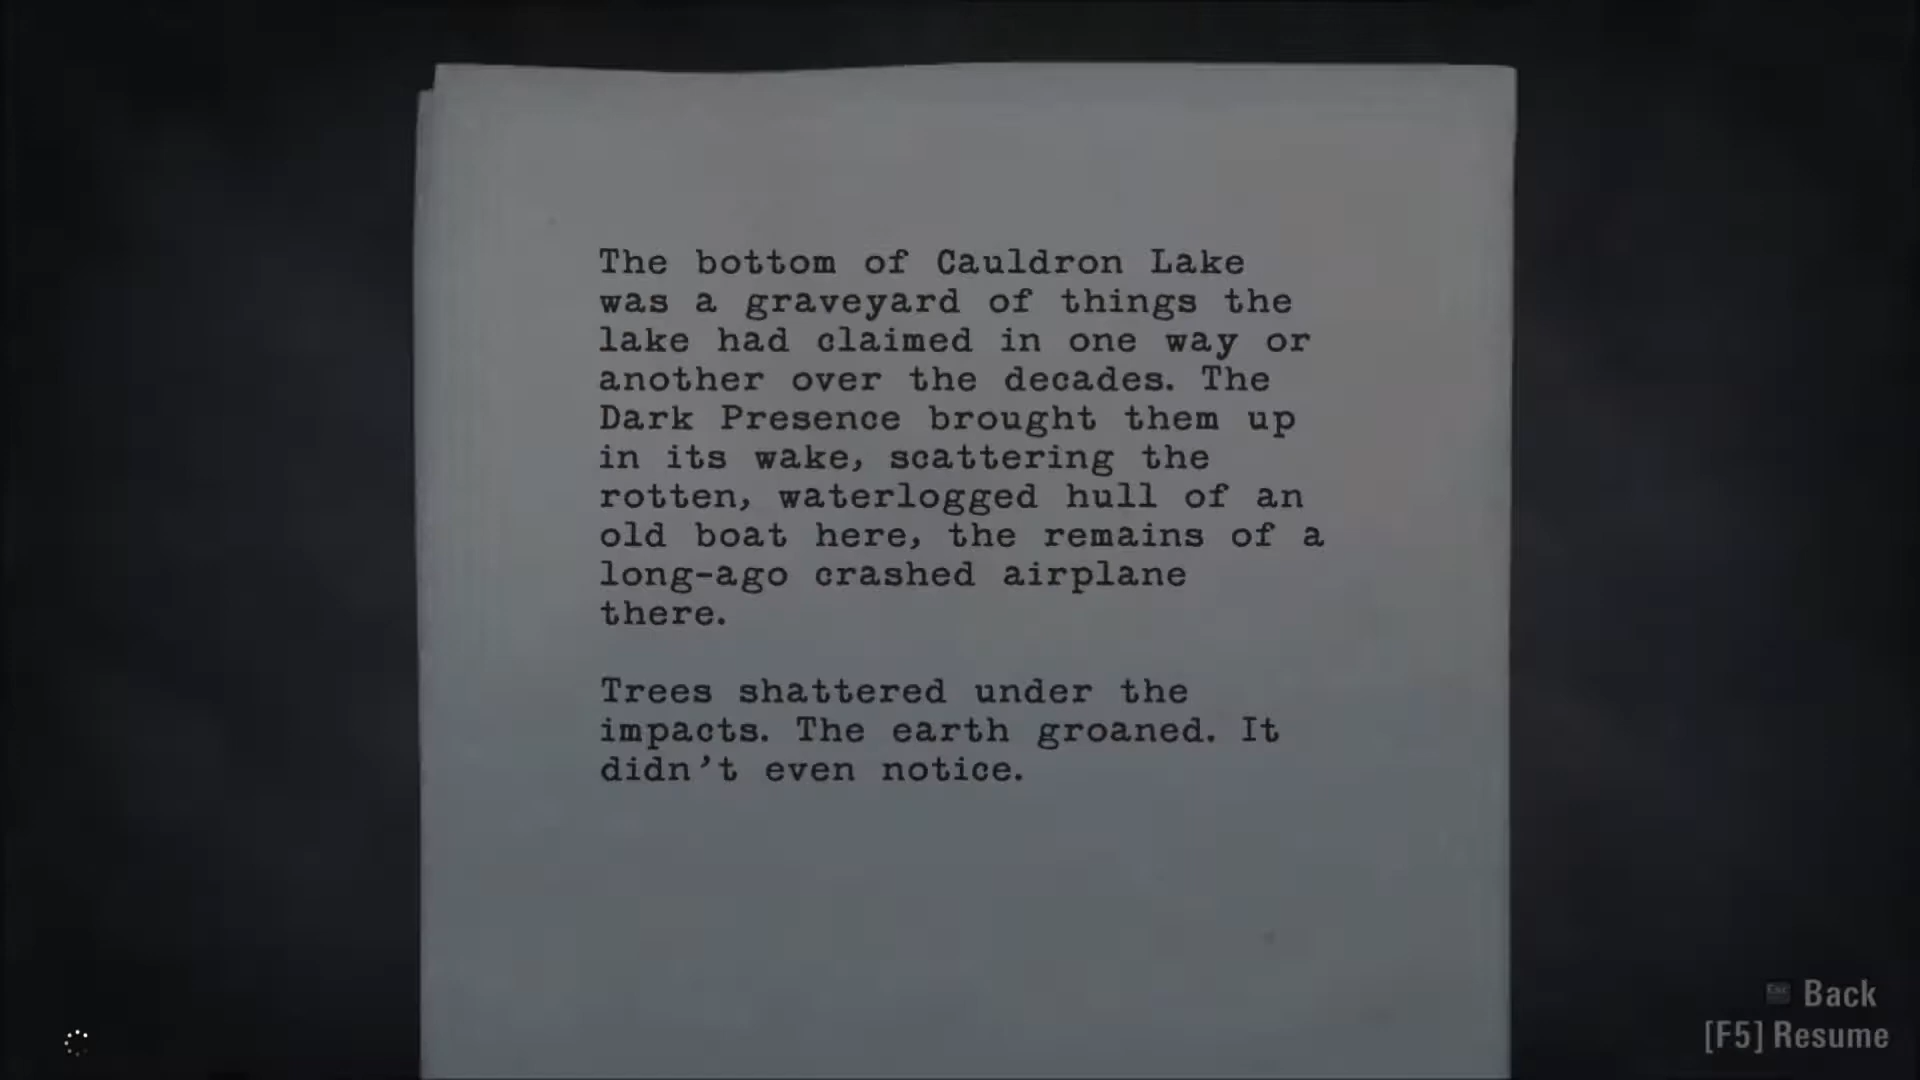 The bottom of Cauldron Lake
was a graveyard of things the
lake had claimed in one way or
another over the decades. The
Dark Presence brought them up
in its wake, scattering the
rotten, waterlogged hull of an
old boat here, the remains of a
long-ago crashed airplane
there.
Trees shattered under the
impacts. The earth groaned. It
didn't even notice.
Esc Back
[F5] Resume